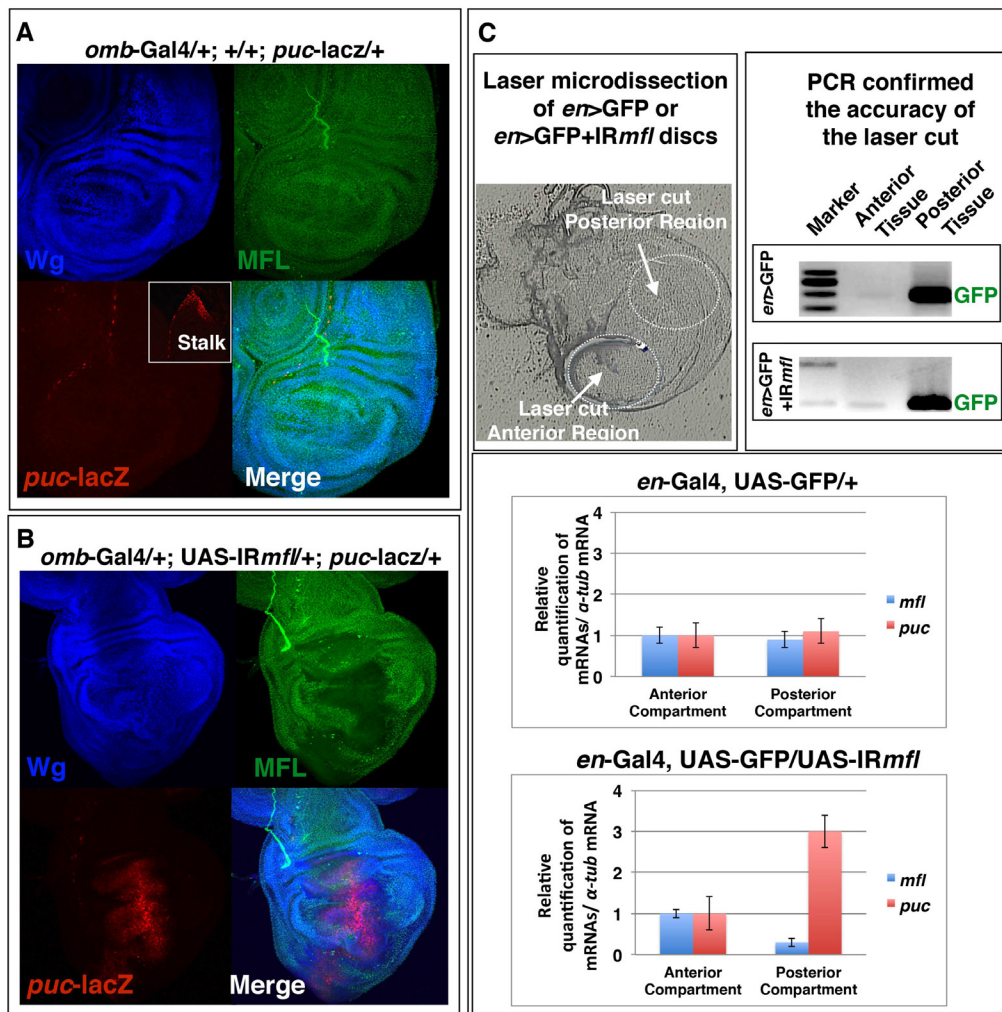 A
omb-Gal4/+; +/+; puc-lacz/+
Wg
MFL
Stalk
puc-lacZ
Merge
B
omb-Gal4/+; UAS-IRmfl/+; puc-lacz/+
Wg
MFL
puc-lacZ
Merge
C
Laser microdissection
of en>GFP or
en>GFP+IRmfl discs
Laser cut
Posterior Region
Laser cut
Anterior Region
PCR confirmed
the accuracy of
the laser cut
Marker
Anterior
Tissue
Posterior
Tissue
en>GFP
GFP
en>GFP
+IRmfl
GFP
en-Gal4, UAS-GFP/+
Relative
quantification of
mRNAs/ α-tub mRNA
4
3
2
1
0
Anterior
Compartment
Posterior
Compartment
mfl
puc
en-Gal4, UAS-GFP/UAS-IRmfl
Relative
quantification of
mRNAs/ α-tub mRNA
4
3
2
1
0
Anterior
Compartment
Posterior
Compartment
mfl
puc